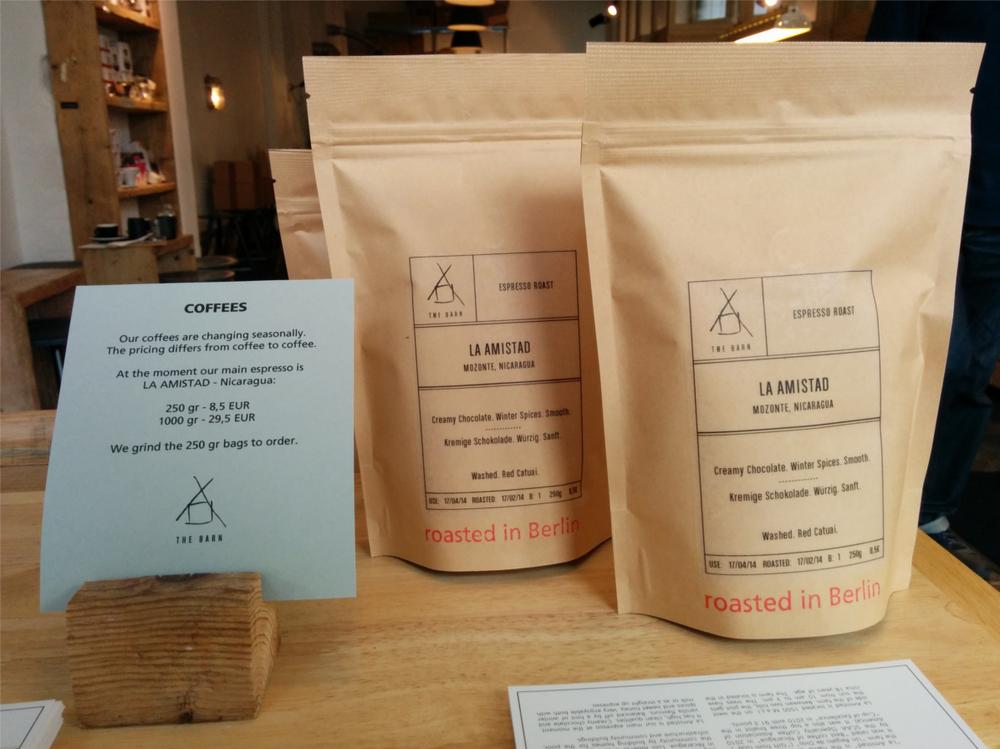 COFFEES
Our coffees are changing seasonally.
The pricing differs from coffee to coffee.
At the moment our main espresso is
LA AMISTAD - Nicaragua:
250 gr - 8,5 EUR
1000 gr - 29,5 EUR
We grind the 250 gr bags to order.
THE BARN
THE BARN
ESPRESSO ROAST
LA AMISTAD
MOZONTE, NICARAGUA
Creamy Chocolate. Winter Spices. Smooth.
Kremige Schokolade. Würzig. Sanft.
Washed. Red Catuai.
USE: 17/04/14 ROASTED: 17/02/14 B: 1 250g 8,5€
roasted in Berlin
THE BARN
ESPRESSO ROAST
LA AMISTAD
MOZONTE, NICARAGUA
Creamy Chocolate. Winter Spices. Smooth.
Kremige Schokolade. Würzig. Sanft.
Washed. Red Catuai.
USE: 17/04/14 ROASTED: 17/02/14 B: 1 250g 8,5€
roasted in Berlin